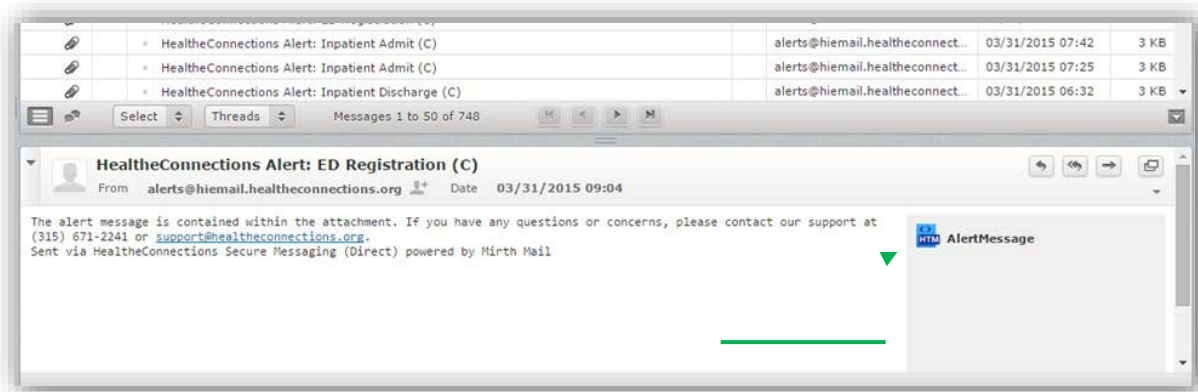 HealtheConnections Alert: Inpatient Admit (C) alerts@hiemail.healtheconnect... 03/31/2015 07:42 3 KB
HealtheConnections Alert: Inpatient Admit (C) alerts@hiemail.healtheconnect... 03/31/2015 07:25 3 KB
HealtheConnections Alert: Inpatient Discharge (C) alerts@hiemail.healtheconnect... 03/31/2015 06:32 3 KB
Select Threads Messages 1 to 50 of 748
HealtheConnections Alert: ED Registration (C)
From alerts@hiemail.healtheconnections.org Date 03/31/2015 09:04
The alert message is contained within the attachment. If you have any questions or concerns, please contact our support at
(315) 671-2241 or support@healtheconnections.org.
Sent via HealtheConnections Secure Messaging (Direct) powered by Mirth Mail
HTM AlertMessage